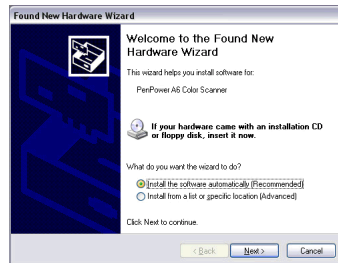 Found New Hardware Wizard
Welcome to the Found New
Hardware Wizard
This wizard helps you install software for:
PenPower A6 Color Scanner
If your hardware came with an installation CD
or floppy disk, insert it now.
What do you want the wizard to do?
Install the software automatically (Recommended)
Install from a list or specific location (Advanced)
Click Next to continue.
< Back Next > Cancel